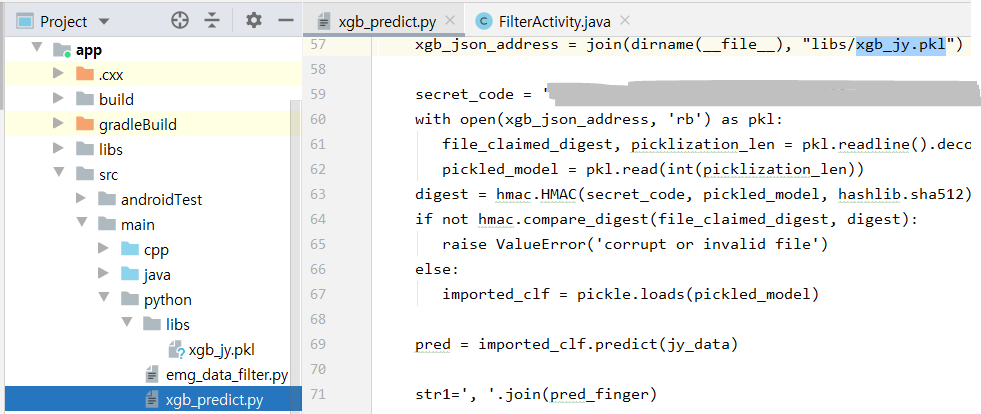 Project
xgb_predict.py
FilterActivity.java
app
.cxx
build
gradleBuild
libs
src
androidTest
main
cpp
java
python
libs
xgb_jy.pkl
emg_data_filter.py
xgb_predict.py
57 xgb_json_address = join(dirname(__file__), "libs/xgb_jy.pkl")
58
59 secret_code = '
60 with open(xgb_json_address, 'rb') as pkl:
61 file_claimed_digest, picklization_len = pkl.readline().deco
62 pickled_model = pkl.read(int(picklization_len))
63 digest = hmac.HMAC(secret_code, pickled_model, hashlib.sha512)
64 if not hmac.compare_digest(file_claimed_digest, digest):
65 raise ValueError('corrupt or invalid file')
66 else:
67 imported_clf = pickle.loads(pickled_model)
68
69 pred = imported_clf.predict(jy_data)
70
71 str1=', '.join(pred_finger)